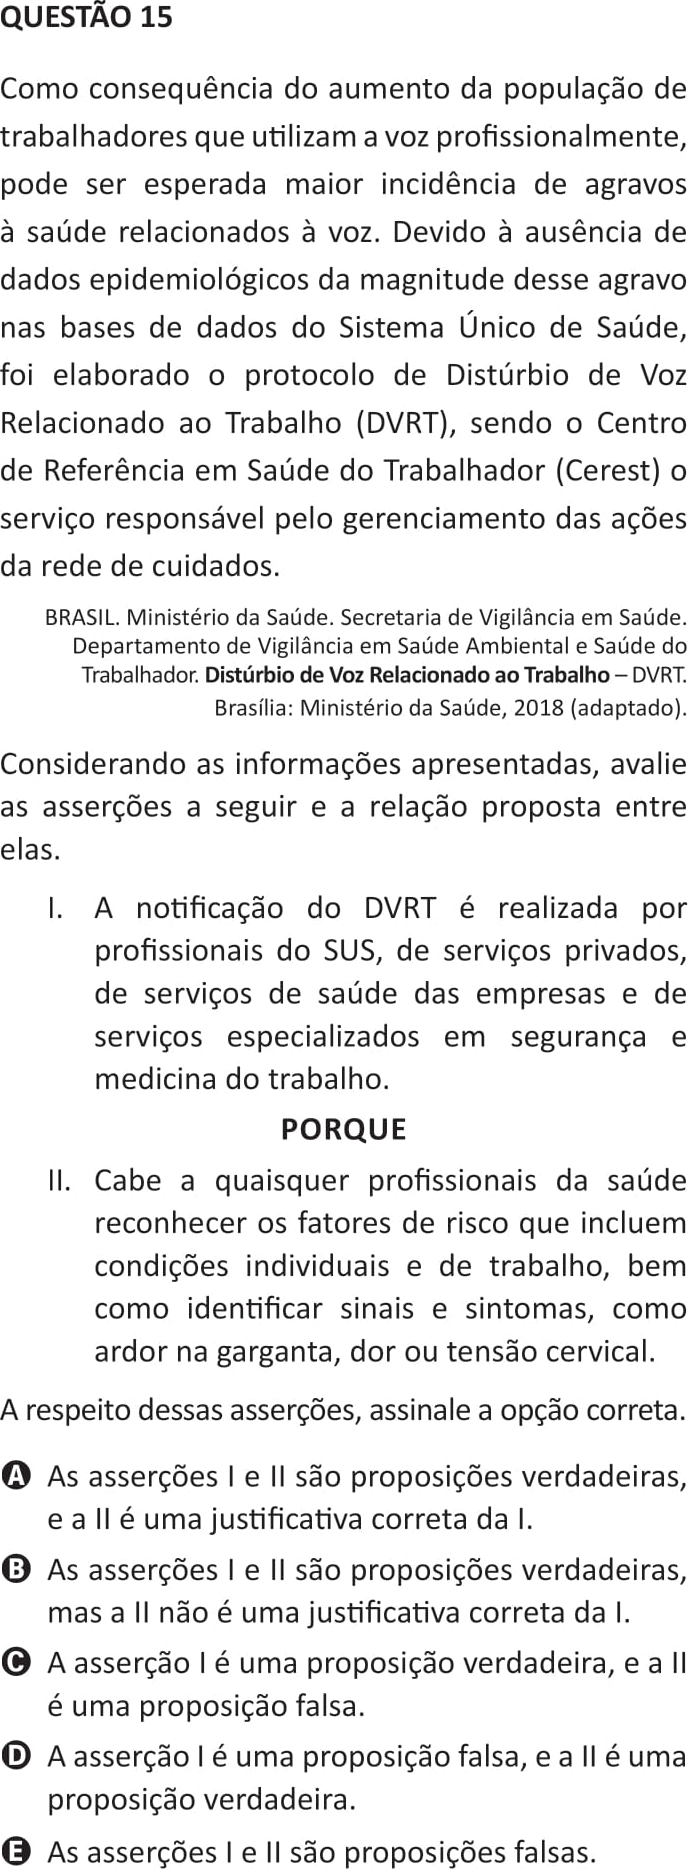 QUESTÃO 15
Como consequência do aumento da população de
trabalhadores que utilizam a voz profissionalmente,
pode ser esperada maior incidência de agravos
à saúde relacionados à voz. Devido à ausência de
dados epidemiológicos da magnitude desse agravo
nas bases de dados do Sistema Único de Saúde,
foi elaborado o protocolo de Distúrbio de Voz
Relacionado ao Trabalho (DVRT), sendo o Centro
de Referência em Saúde do Trabalhador (Cerest) o
serviço responsável pelo gerenciamento das ações
da rede de cuidados.
BRASIL. Ministério da Saúde. Secretaria de Vigilância em Saúde.
Departamento de Vigilância em Saúde Ambiental e Saúde do
Trabalhador. Distúrbio de Voz Relacionado ao Trabalho – DVRT.
Brasília: Ministério da Saúde, 2018 (adaptado).
Considerando as informações apresentadas, avalie
as asserções a seguir e a relação proposta entre
elas.
I. A notificação do DVRT é realizada por
profissionais do SUS, de serviços privados,
de serviços de saúde das empresas e de
serviços especializados em segurança e
medicina do trabalho.
PORQUE
II. Cabe a quaisquer profissionais da saúde
reconhecer os fatores de risco que incluem
condições individuais e de trabalho, bem
como identificar sinais e sintomas, como
ardor na garganta, dor ou tensão cervical.
A respeito dessas asserções, assinale a opção correta.
A As asserções I e II são proposições verdadeiras,
e a II é uma justificativa correta da I.
B As asserções I e II são proposições verdadeiras,
mas a II não é uma justificativa correta da I.
C A asserção I é uma proposição verdadeira, e a II
é uma proposição falsa.
D A asserção I é uma proposição falsa, e a II é uma
proposição verdadeira.
E As asserções I e II são proposições falsas.